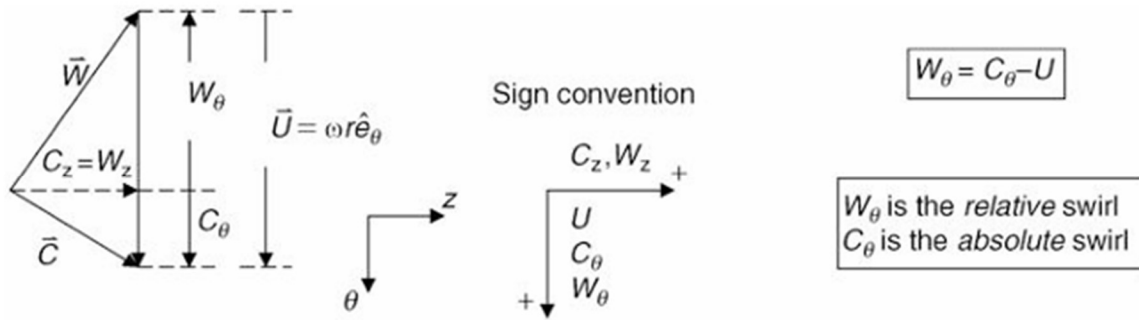 W⃗
W_θ
C_z = W_z
C_θ
C⃗
U⃗ = ωrê_θ
z
θ
Sign convention
C_z, W_z
+
U
C_θ
W_θ
+
W_θ = C_θ–U
W_θ is the relative swirl
C_θ is the absolute swirl